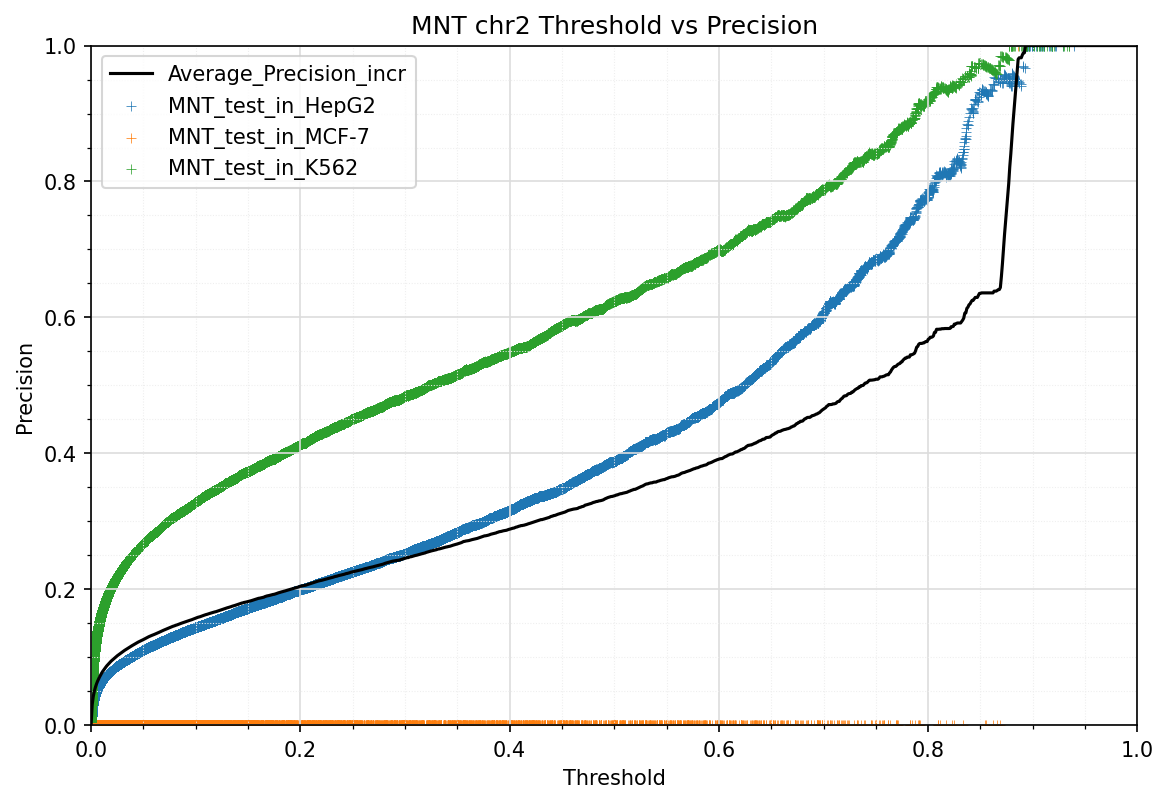 MNT chr2 Threshold vs Precision
1.0
0.8
0.6
0.4
0.2
0.0
Precision
Average_Precision_incr
MNT_test_in_HepG2
MNT_test_in_MCF-7
MNT_test_in_K562
0.0 0.2 0.4 0.6 0.8 1.0
Threshold